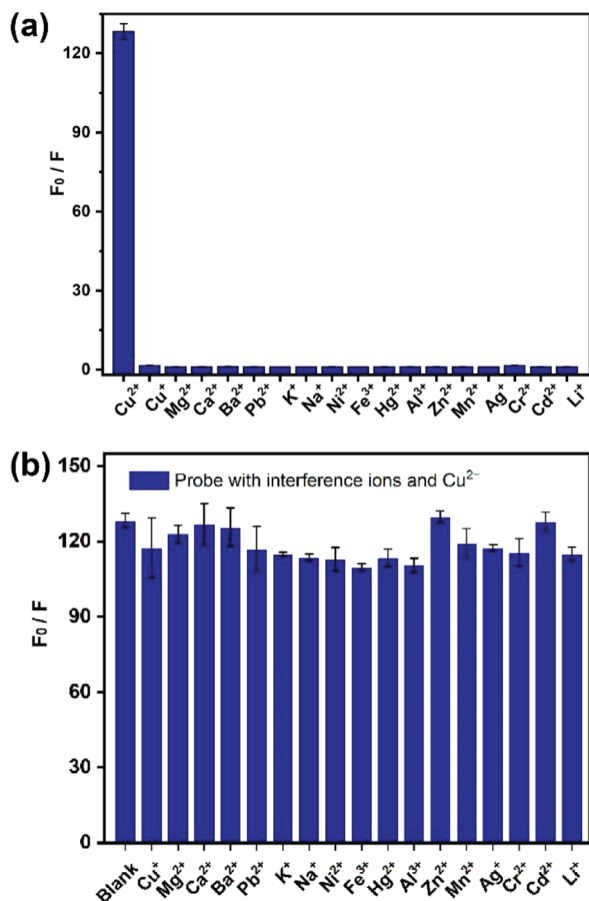 (a)
120
90
60
30
0
F₀ / F
Cu²⁺ Cu⁺ Mg²⁺ Ca²⁺ Ba²⁺ Pb²⁺ K⁺ Na⁺ Ni²⁺ Fe³⁺ Hg²⁺ Al³⁺ Zn²⁺ Mn²⁺ Ag⁺ Cr²⁺ Cd²⁺ Li⁺
(b)
Probe with interference ions and Cu²⁻
150
120
90
60
30
0
F₀ / F
Blank Cu⁺ Mg²⁺ Ca²⁺ Ba²⁺ Pb²⁺ K⁺ Na⁺ Ni²⁺ Fe³⁺ Hg²⁺ Al³⁺ Zn²⁺ Mn²⁺ Ag⁺ Cr²⁺ Cd²⁺ Li⁺